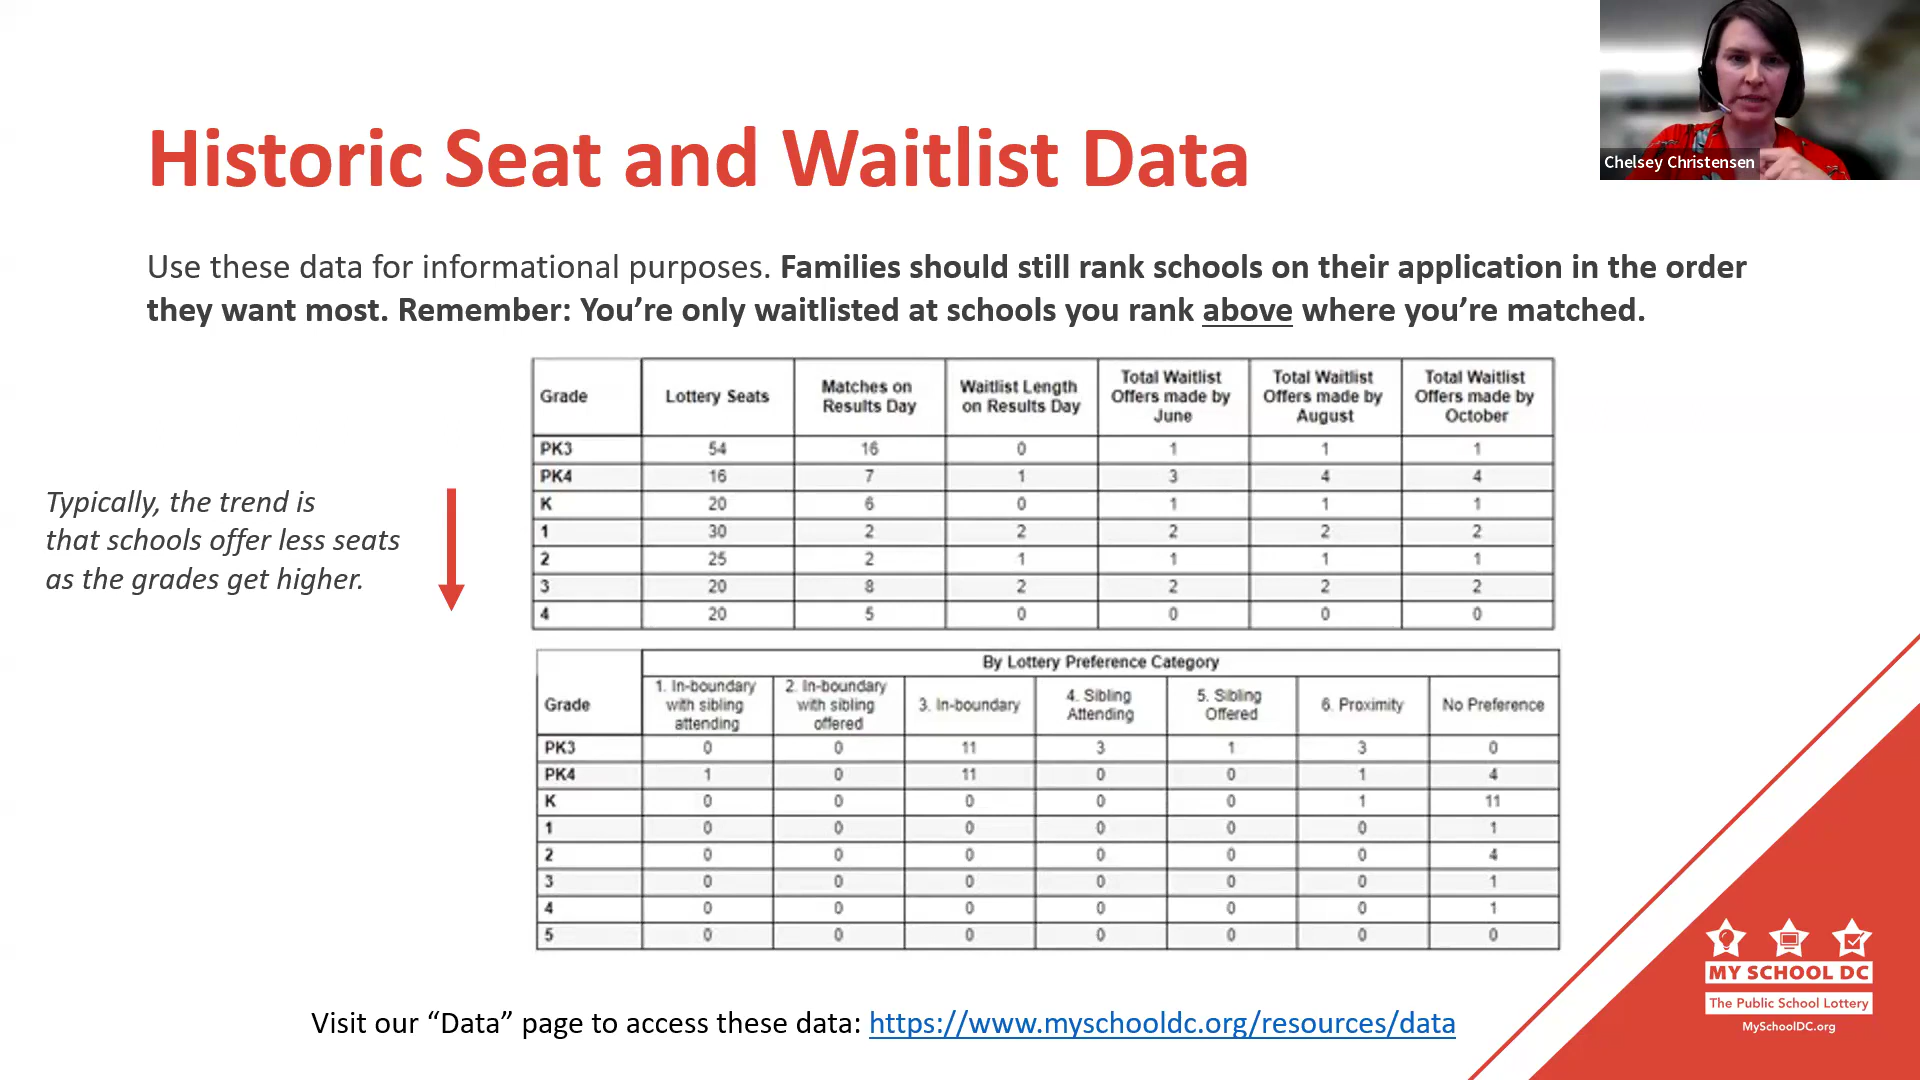 Chelsey Christensen
Historic Seat and Waitlist Data
Use these data for informational purposes. Families should still rank schools on their application in the order
they want most. Remember: You're only waitlisted at schools you rank above where you're matched.
Typically, the trend is
that schools offer less seats
as the grades get higher.
Grade Lottery Seats Matches on Results Day Waitlist Length on Results Day Total Waitlist Offers made by June Total Waitlist Offers made by August Total Waitlist Offers made by October
PK3 54 16 0 1 1 1
PK4 16 7 1 3 4 4
K 20 6 0 1 1 1
1 30 2 2 2 2 2
2 25 2 1 1 1 1
3 20 8 2 2 2 2
4 20 5 0 0 0 0
By Lottery Preference Category
Grade 1. In-boundary with sibling attending 2. In-boundary with sibling offered 3. In-boundary 4. Sibling Attending 5. Sibling Offered 6. Proximity No Preference
PK3 0 0 11 3 1 3 0
PK4 1 0 11 0 0 1 4
K 0 0 0 0 0 1 11
1 0 0 0 0 0 0 1
2 0 0 0 0 0 0 4
3 0 0 0 0 0 0 1
4 0 0 0 0 0 0 1
5 0 0 0 0 0 0 0
Visit our “Data” page to access these data: https://www.myschooldc.org/resources/data
MY SCHOOL DC
The Public School Lottery
MySchoolDC.org